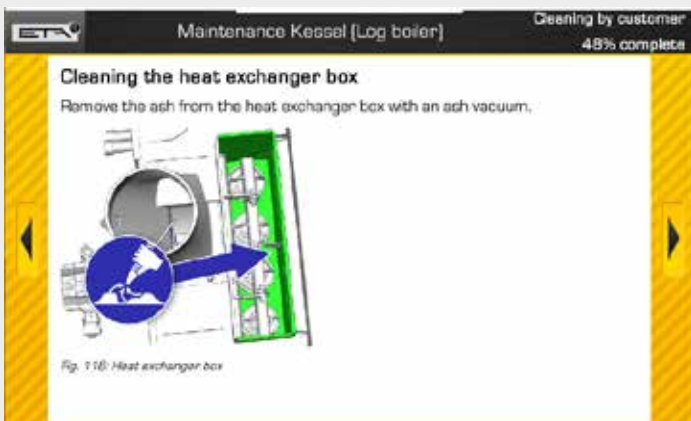 ETA
Maintenance Kessel [Log boiler]
Cleaning by customer
48% complete
Cleaning the heat exchanger box
Remove the ash from the heat exchanger box with an ash vacuum.
Fig. 116: Heat exchanger box